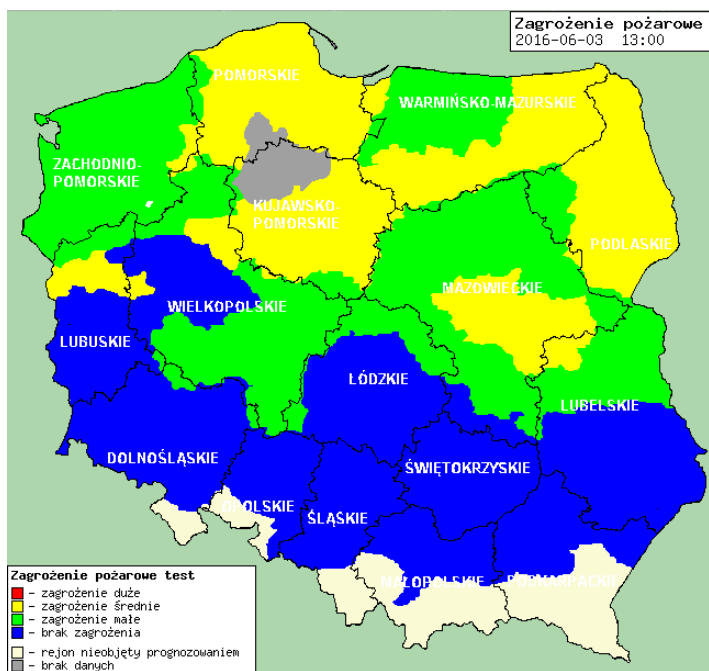 Zagrożenie pożarowe
2016-06-03 13:00
POMORSKIE
WARMIŃSKO-MAZURSKIE
ZACHODNIO-
POMORSKIE
KUJAWSKO-
POMORSKIE
PODLASKIE
MAZOWIECKIE
WIELKOPOLSKIE
LUBUSKIE
ŁÓDZKIE
LUBELSKIE
DOLNOŚLĄSKIE
ŚWIĘTOKRZYSKIE
OPOLSKIE
ŚLĄSKIE
MAŁOPOLSKIE
PODKARPACKIE
Zagrożenie pożarowe test
– zagrożenie duże
– zagrożenie średnie
– zagrożenie małe
– brak zagrożenia
– rejon nieobjęty prognozowaniem
– brak danych